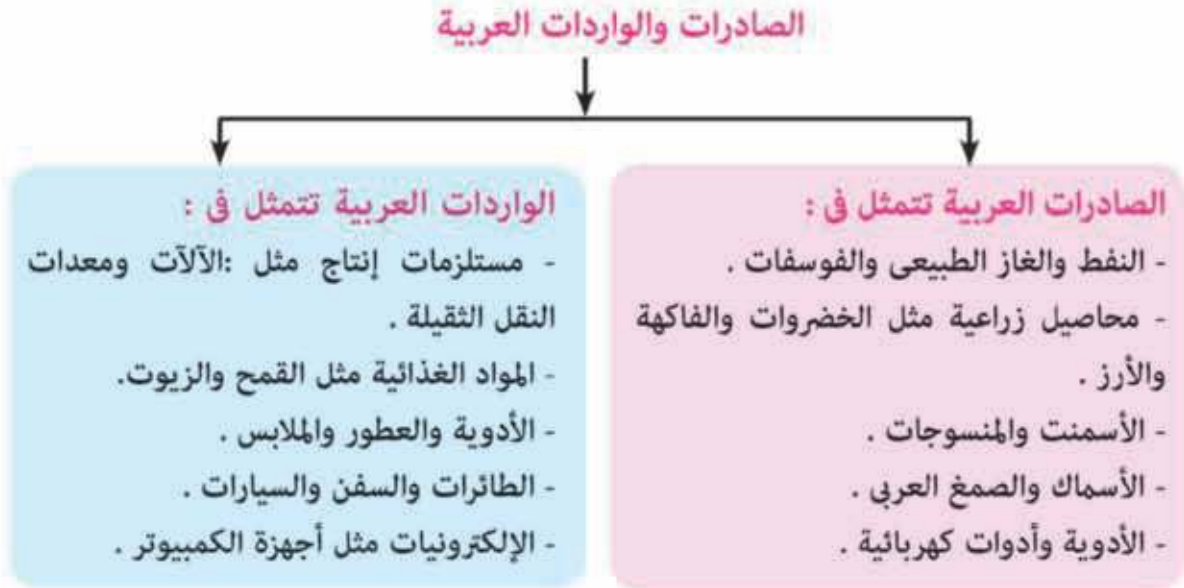 الصادرات والواردات العربية
الصادرات العربية تتمثل فى :
- النفط والغاز الطبيعى والفوسفات .
- محاصيل زراعية مثل الخضروات والفاكهة
والأرز .
- الأسمنت والمنسوجات .
- الأسماك والصمغ العربى .
- الأدوية وأدوات كهربائية .
الواردات العربية تتمثل فى :
- مستلزمات إنتاج مثل :الآلآت ومعدات
النقل الثقيلة .
- المواد الغذائية مثل القمح والزيوت.
- الأدوية والعطور والملابس .
- الطائرات والسفن والسيارات .
- الإلكترونيات مثل أجهزة الكمبيوتر .